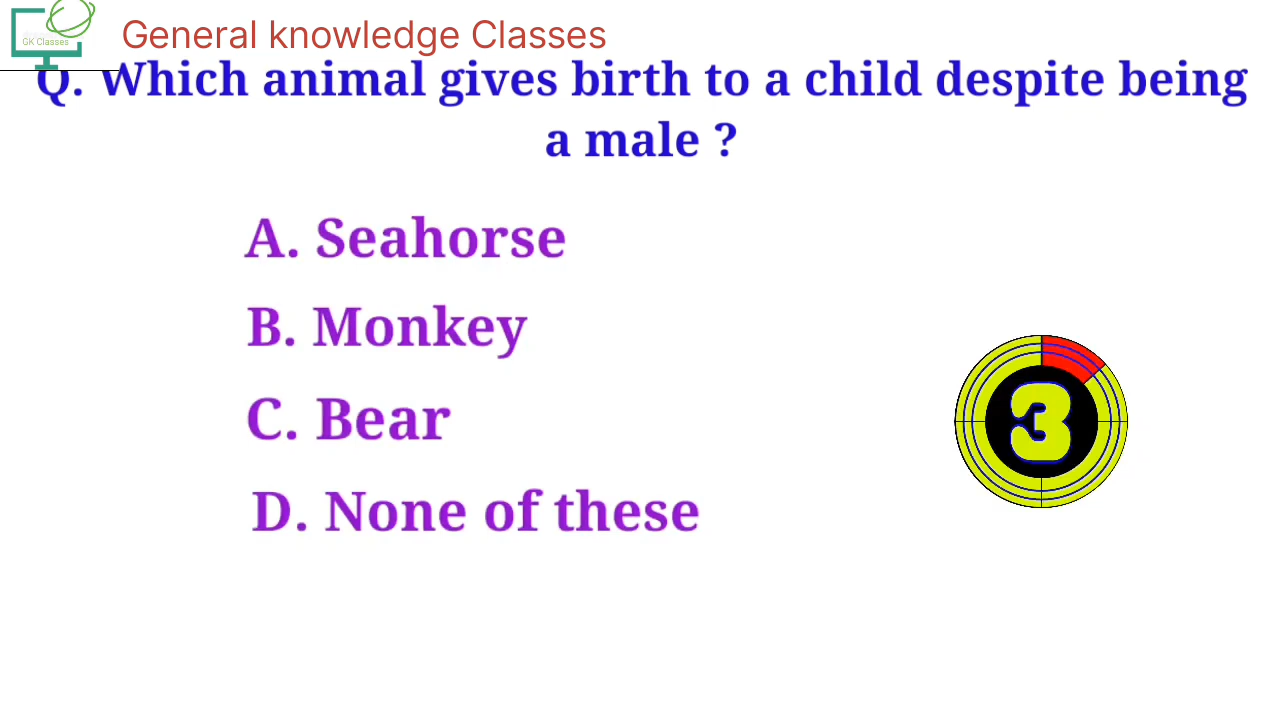 GK Classes
General knowledge Classes
Q. Which animal gives birth to a child despite being
a male ?
A. Seahorse
B. Monkey
C. Bear
D. None of these
3